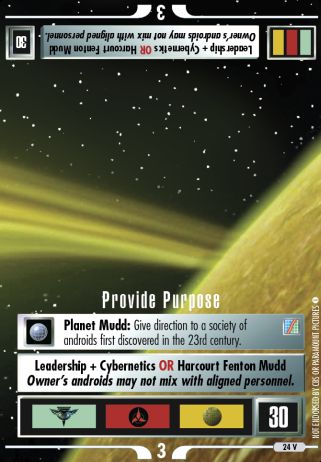 3
Leadership + Cybernetics OR Harcourt Fenton Mudd
Owner's androids may not mix with aligned personnel.
30
Provide Purpose
Planet Mudd: Give direction to a society of
androids first discovered in the 23rd century.
Leadership + Cybernetics OR Harcourt Fenton Mudd
Owner's androids may not mix with aligned personnel.
30
3
24 V
NOT ENDORSED BY CBS OR PARAMOUNT PICTURES